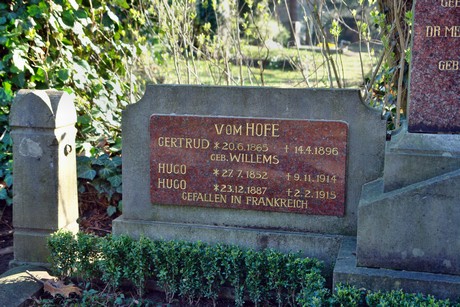 VOM HOFE
GERTRUD *20.6.1865 †14.4.1896
GEB. WILLEMS
HUGO *27.7.1852 †9.11.1914
HUGO *23.12.1887 †2.2.1915
GEFALLEN IN FRANKREICH
DR ME
GEB